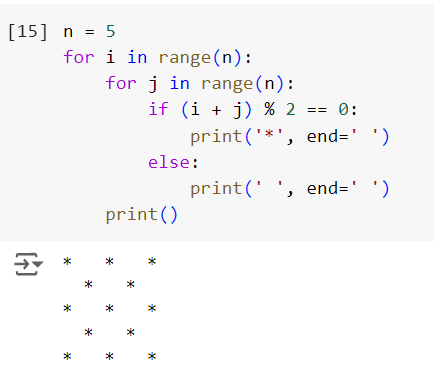 [15] n = 5
for i in range(n):
    for j in range(n):
        if (i + j) % 2 == 0:
            print('*', end=' ')
        else:
            print(' ', end=' ')
    print()
*   *   *
  *   *
*   *   *
  *   *
*   *   *